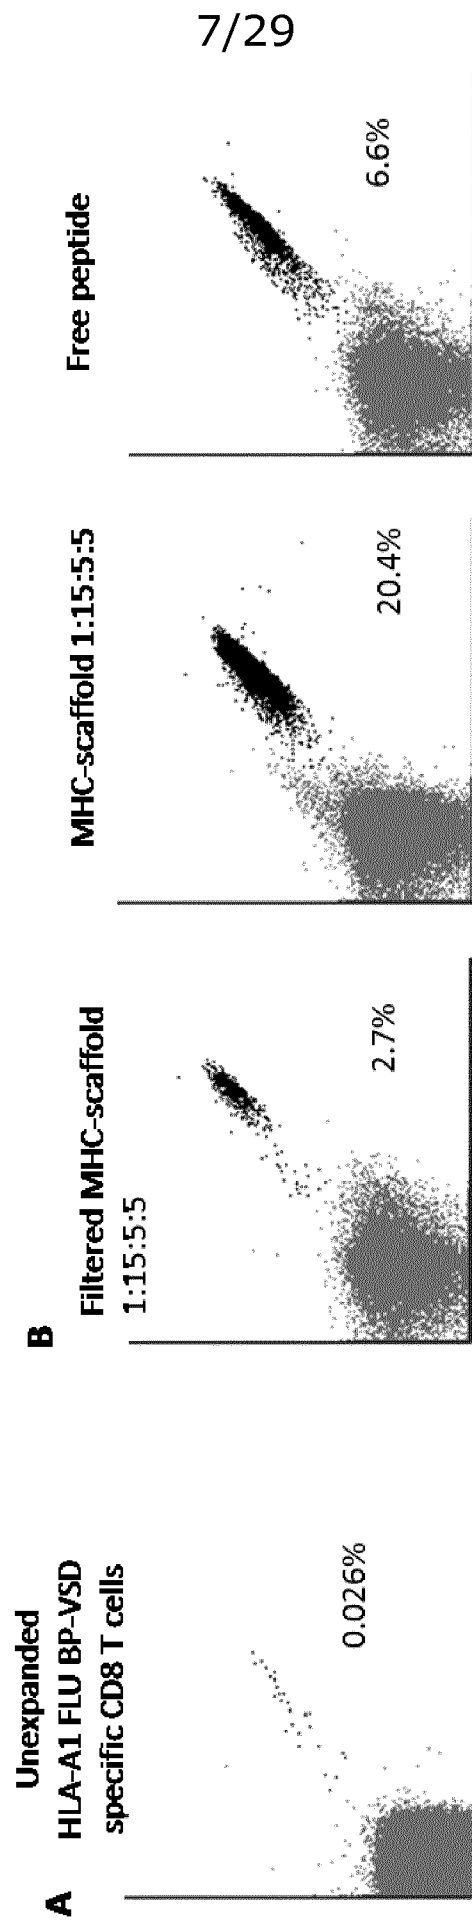 7/29
A
Unexpanded
HLA-A1 FLU BP-VSD
specific CD8 T cells
0.026%
B
Filtered MHC-scaffold
1:15:5:5
2.7%
MHC-scaffold 1:15:5:5
20.4%
Free peptide
6.6%